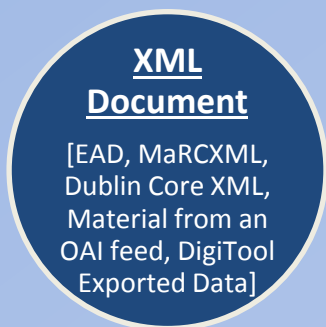 XML
Document
[EAD, MaRCXML,
Dublin Core XML,
Material from an
OAI feed, DigiTool
Exported Data]